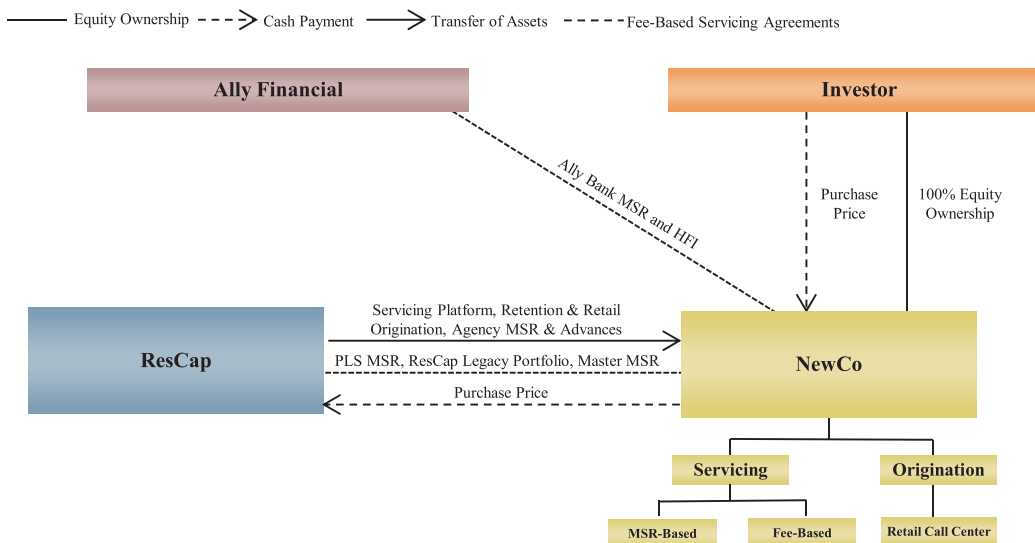 Equity Ownership
Cash Payment
Transfer of Assets
Fee-Based Servicing Agreements
Ally Financial
Investor
Ally Bank MSR and HFI
Purchase
Price
100% Equity
Ownership
Servicing Platform, Retention & Retail
Origination, Agency MSR & Advances
ResCap
PLS MSR, ResCap Legacy Portfolio, Master MSR
NewCo
Purchase Price
Servicing
Origination
MSR-Based
Fee-Based
Retail Call Center